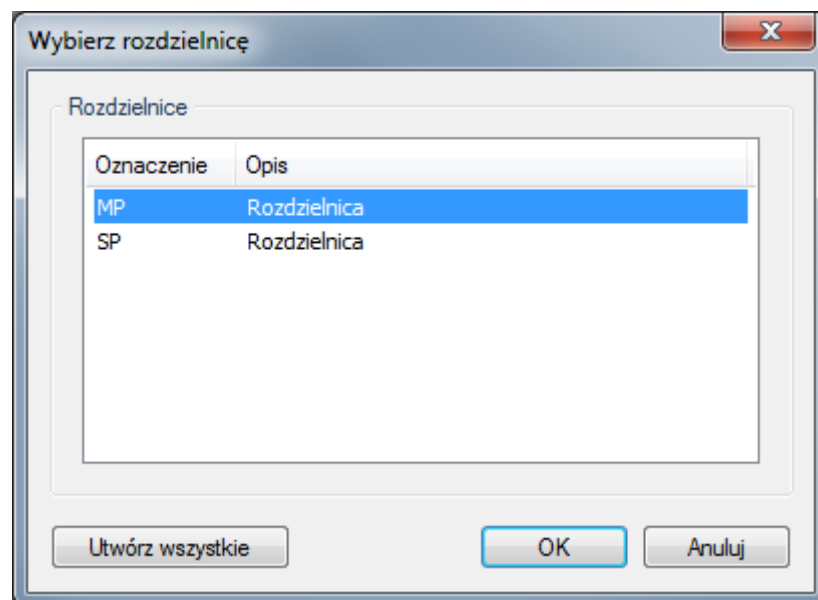 Wybierz rozdzielnicę
Rozdzielnice
Oznaczenie Opis
MP Rozdzielnica
SP Rozdzielnica
Utwórz wszystkie OK Anuluj